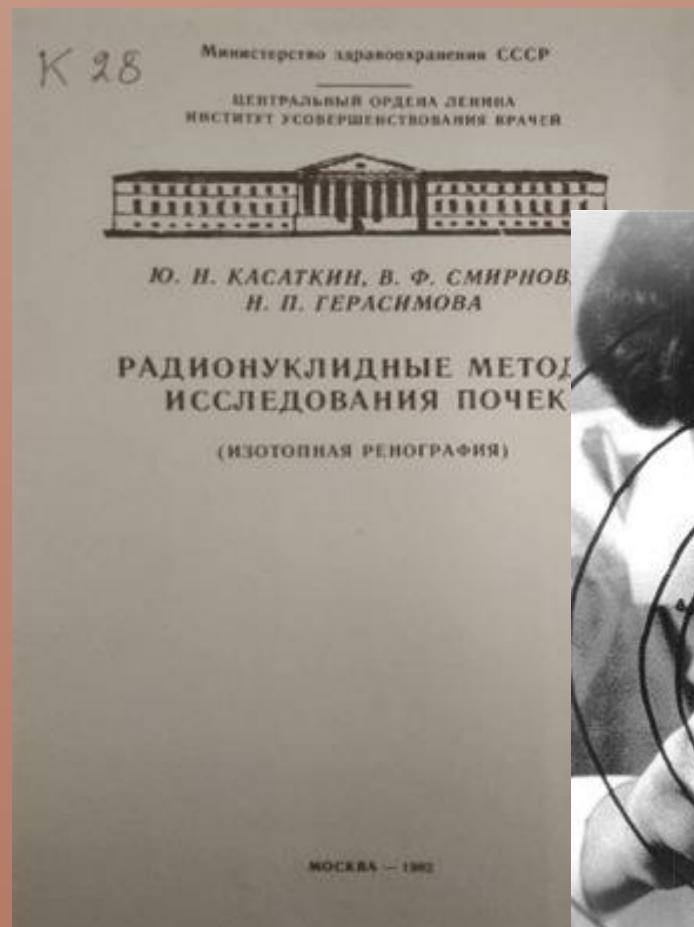 К 28
Министерство здравоохранения СССР
ЦЕНТРАЛЬНЫЙ ОРДЕНА ЛЕНИНА
ИНСТИТУТ УСОВЕРШЕНСТВОВАНИЯ ВРАЧЕЙ
Ю. Н. КАСАТКИН, В. Ф. СМИРНОВ,
Н. П. ГЕРАСИМОВА
РАДИОНУКЛИДНЫЕ МЕТОД
ИССЛЕДОВАНИЯ ПОЧЕК
(ИЗОТОПНАЯ РЕНОГРАФИЯ)
МОСКВА —